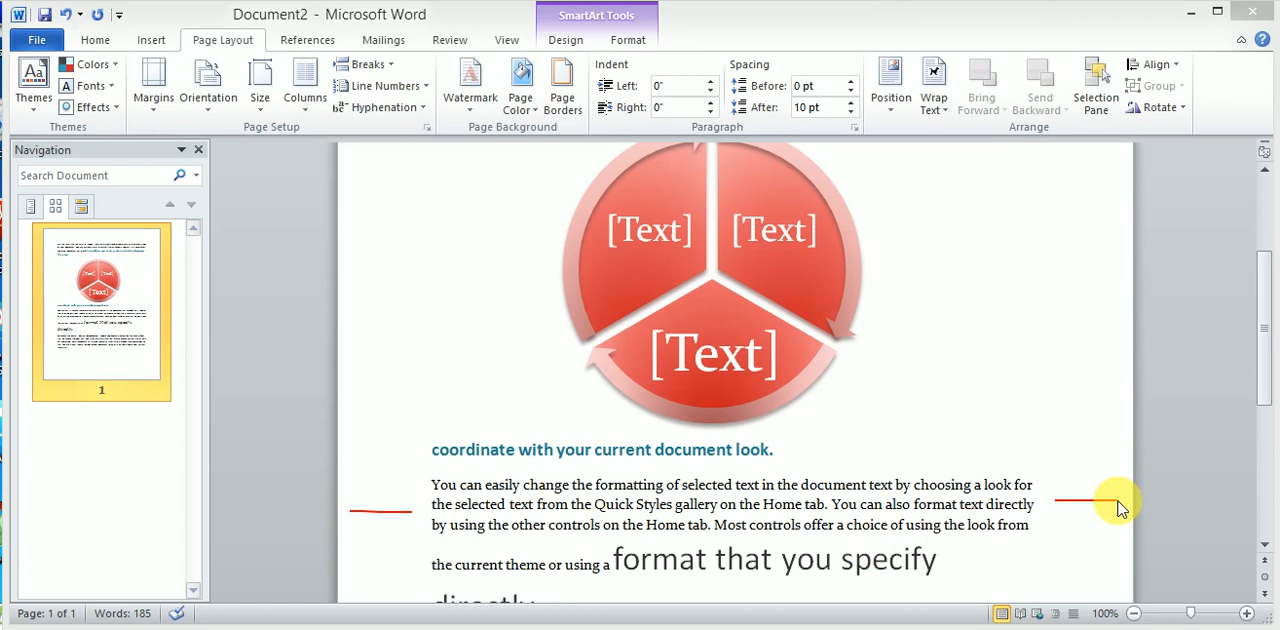 Document2 - Microsoft Word
SmartArt Tools
File Home Insert Page Layout References Mailings Review View Design Format
Themes
Colors
Fonts
Effects
Themes
Margins Orientation Size Columns
Breaks
Line Numbers
Hyphenation
Page Setup
Watermark Page Color Page Borders
Page Background
Indent
Left: 0"
Right: 0"
Spacing
Before: 0 pt
After: 10 pt
Paragraph
Position Wrap Text Bring Forward Send Backward Selection Pane
Align
Group
Rotate
Arrange
Navigation
Search Document
1
[Text] [Text]
[Text]
coordinate with your current document look.
You can easily change the formatting of selected text in the document text by choosing a look for
the selected text from the Quick Styles gallery on the Home tab. You can also format text directly
by using the other controls on the Home tab. Most controls offer a choice of using the look from
the current theme or using a format that you specify
directly
Page: 1 of 1 Words: 185 100%